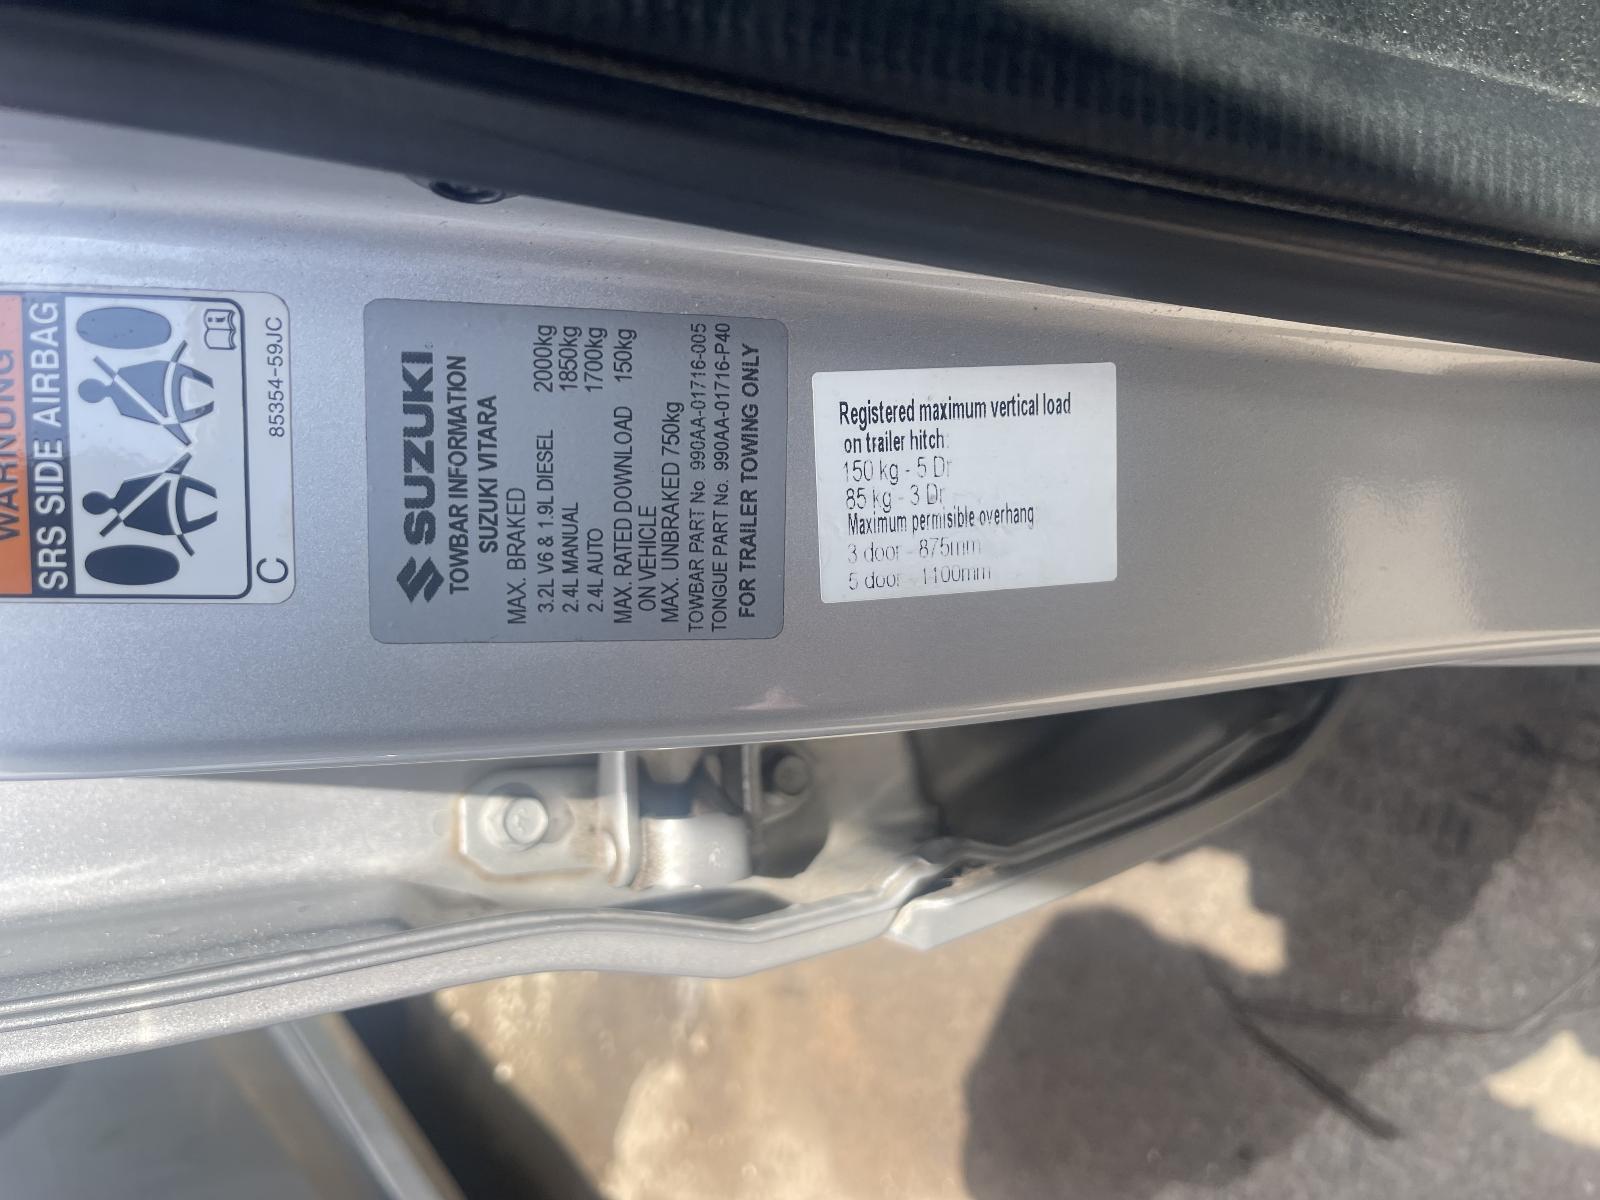 WARNUNG
SRS SIDE AIRBAG
C
85354-59JC
SUZUKI
TOWBAR INFORMATION
SUZUKI VITARA
MAX. BRAKED
3.2L V6 & 1.9L DIESEL 2000kg
2.4L MANUAL 1850kg
2.4L AUTO 1700kg
MAX. RATED DOWNLOAD 150kg
ON VEHICLE
MAX. UNBRAKED 750kg
TOWBAR PART No. 990AA-01716-005
TONGUE PART No. 990AA-01716-P40
FOR TRAILER TOWING ONLY
Registered maximum vertical load
on trailer hitch:
150 kg - 5 Dr
85 kg - 3 Dr
Maximum permisible overhang
3 door - 875mm
5 door - 1100mm